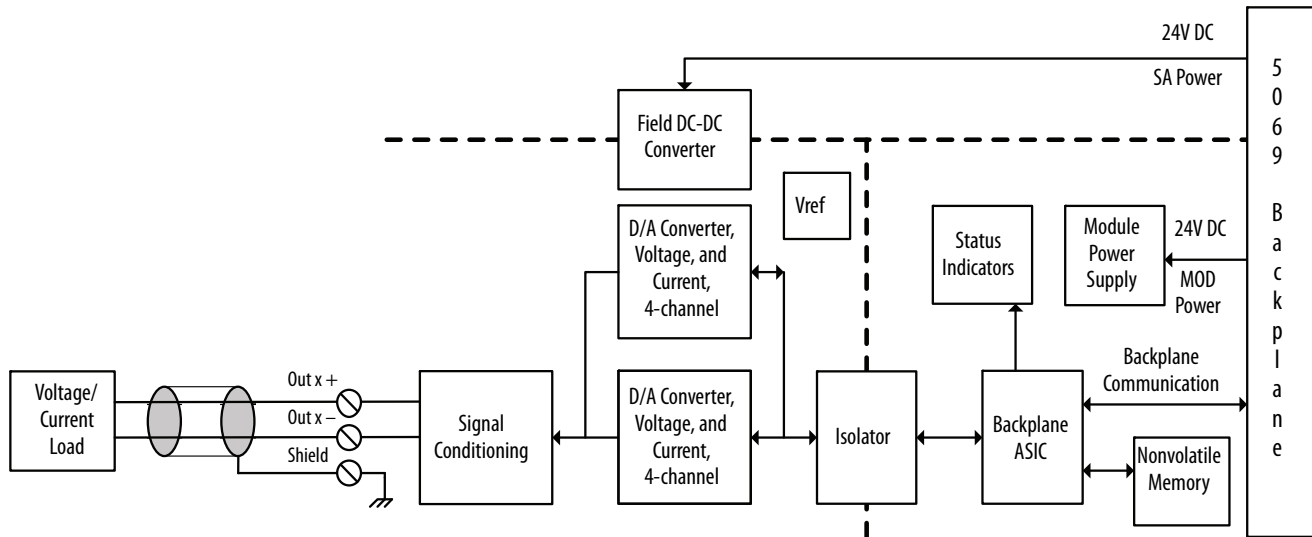 24V DC
SA Power
Field DC-DC
Converter
Vref
D/A Converter,
Voltage, and
Current,
4-channel
Status
Indicators
Module
Power
Supply
24V DC
MOD
Power
5
0
6
9
B
a
c
k
p
l
a
n
e
Voltage/
Current
Load
Out x +
Out x –
Shield
Signal
Conditioning
D/A Converter,
Voltage, and
Current,
4-channel
Isolator
Backplane
ASIC
Backplane
Communication
Nonvolatile
Memory